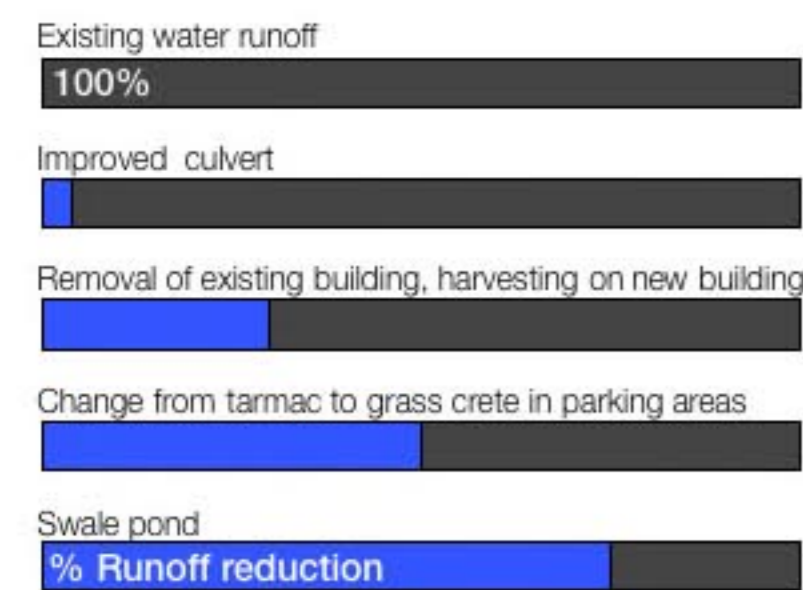 Existing water runoff
100%
Improved culvert
Removal of existing building, harvesting on new building
Change from tarmac to grass crete in parking areas
Swale pond
% Runoff reduction